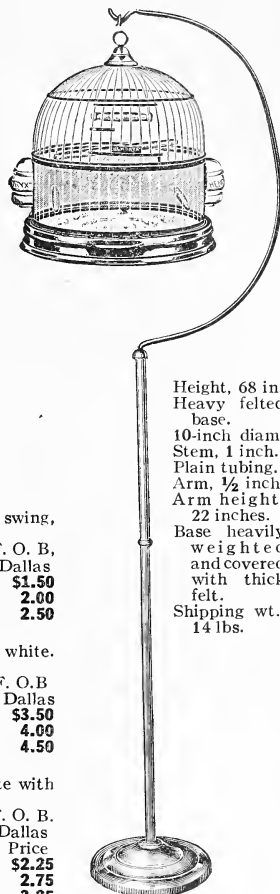 Height, 68 in
Heavy felted
base.
10-inch diam
Stem, 1 inch.
Plain tubing.
Arm, ½ inch
Arm height
22 inches.
Base heavily
weighted
and covered
with thick
felt.
Shipping wt.
14 lbs.
swing,
F. O. B,
Dallas
$1.50
2.00
2.50
white.
F. O.B
Dallas
$3.50
4.00
4.50
te with
F. O. B.
Dallas
Price
$2.25
2.75